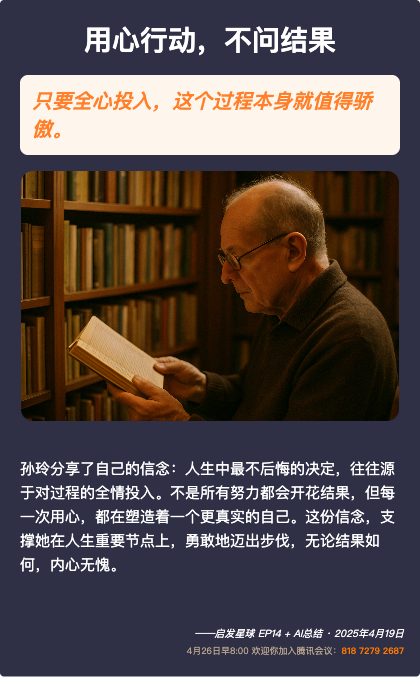 用心行动，不问结果
只要全心投入，这个过程本身就值得骄
傲。
孙玲分享了自己的信念：人生中最不后悔的决定，往往源
于对过程的全情投入。不是所有努力都会开花结果，但每
一次用心，都在塑造着一个更真实的自己。这份信念，支
撑她在人生重要节点上，勇敢地迈出步伐，无论结果如
何，内心无愧。
——启发星球 EP14 + AI总结 · 2025年4月19日
4月26日早8:00 欢迎你加入腾讯会议：818 7279 2687